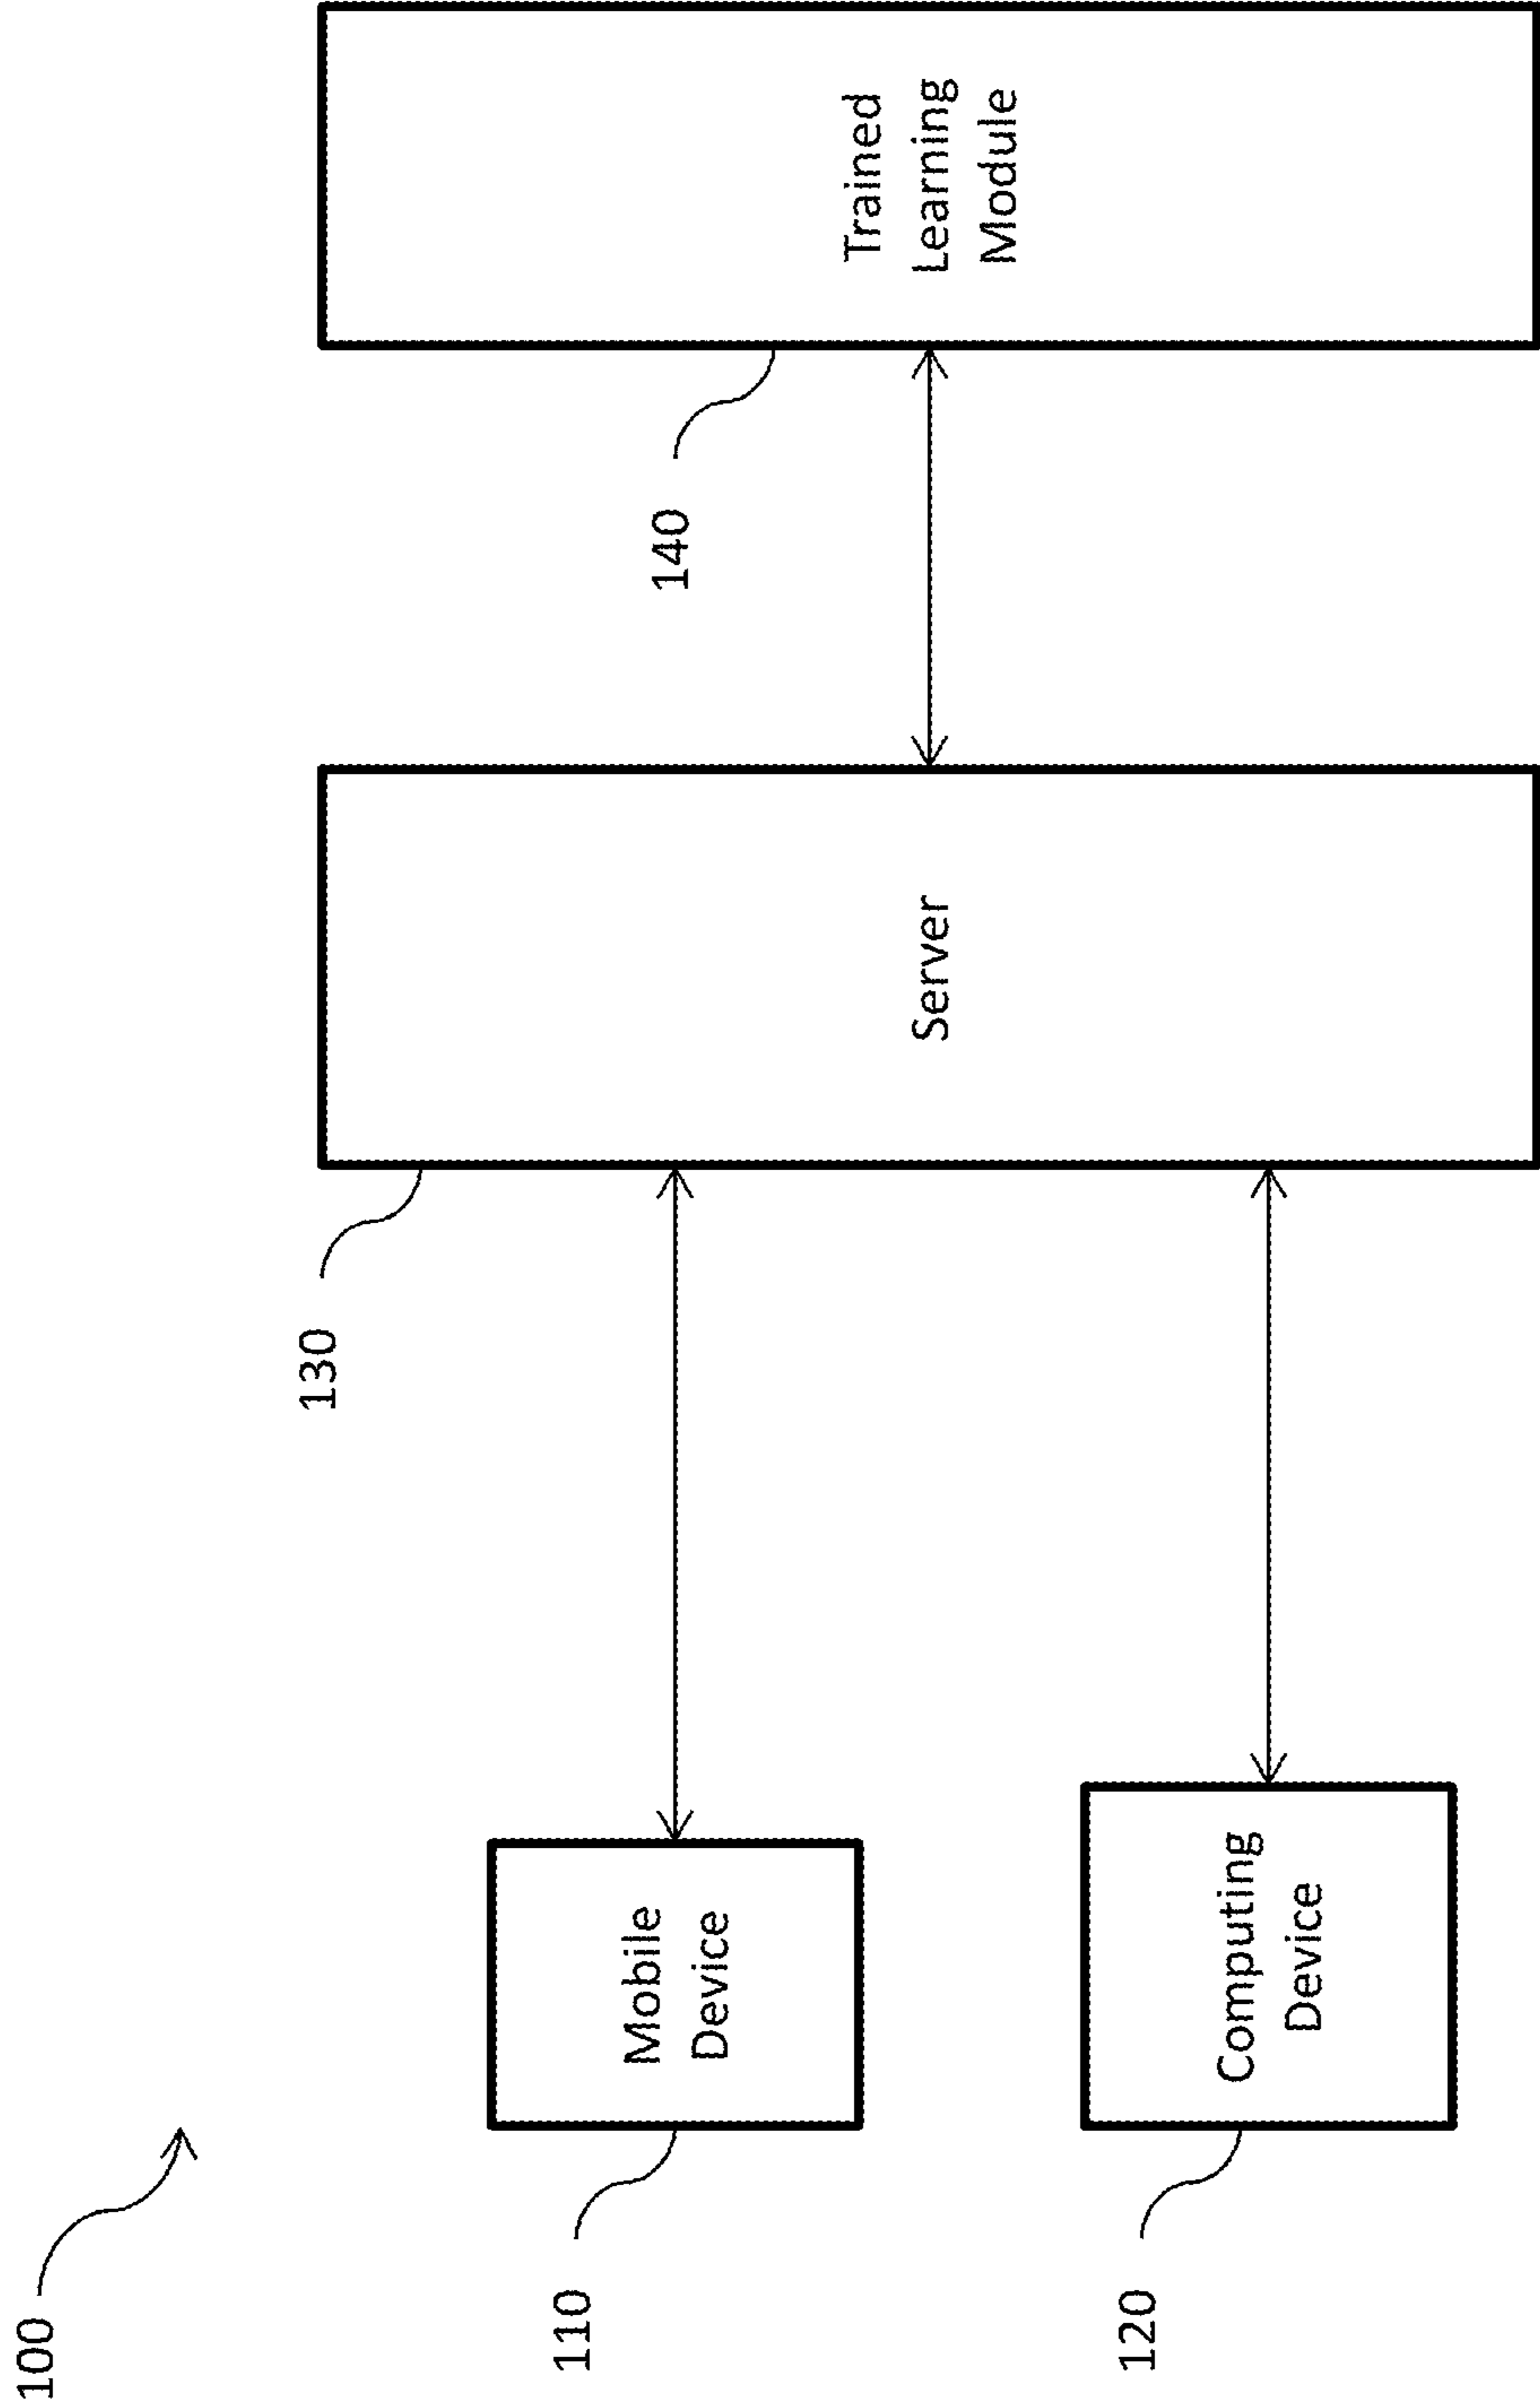 100
110
Mobile
Device
120
Computing
Device
130
Server
140
Trained
Learning
Module